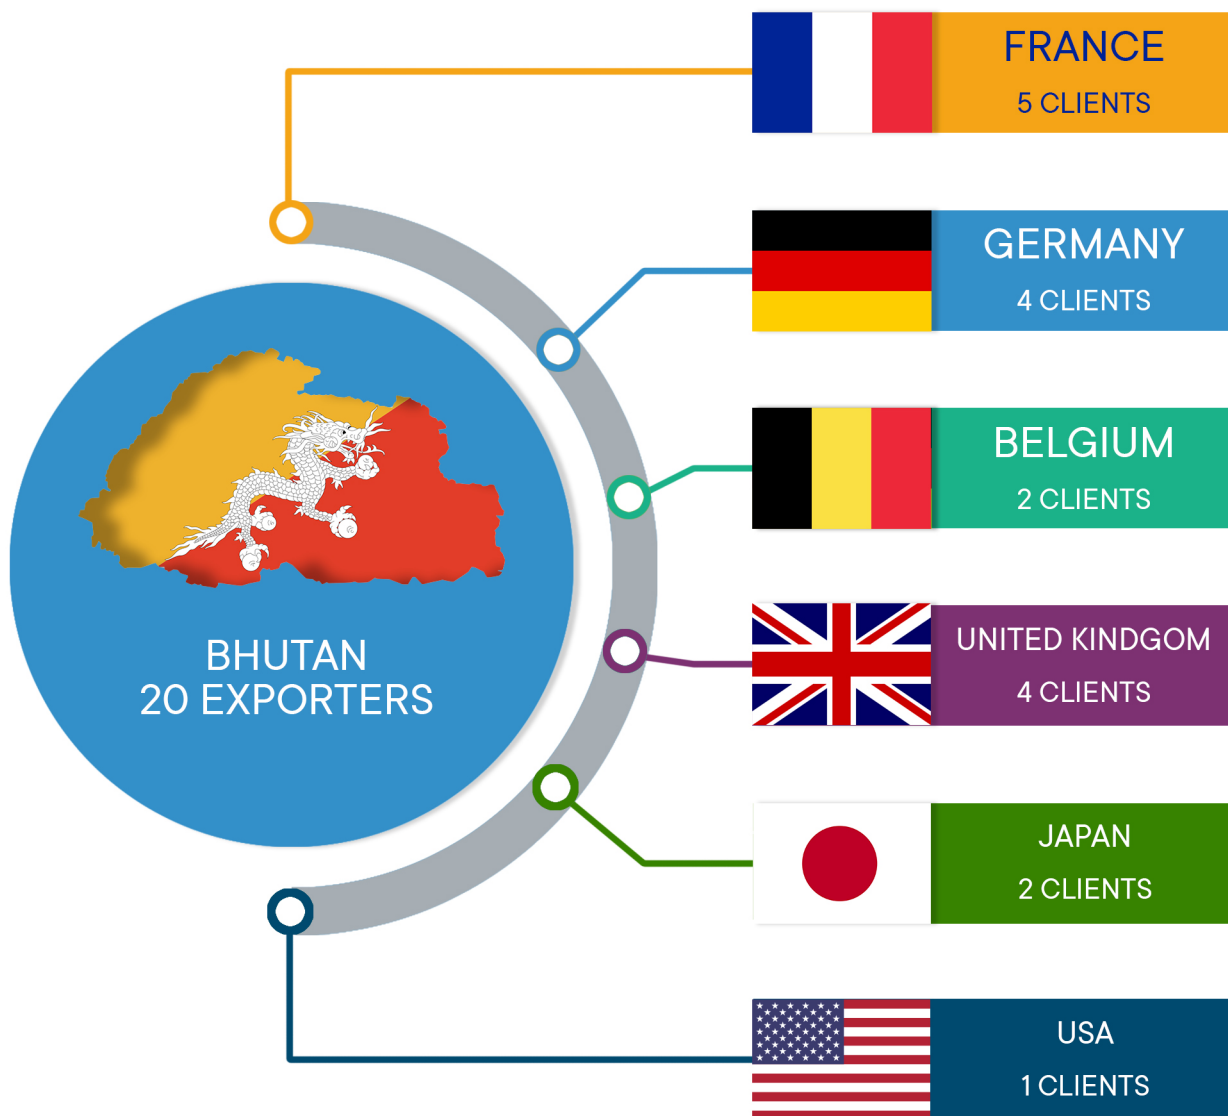 FRANCE
5 CLIENTS
GERMANY
4 CLIENTS
BELGIUM
2 CLIENTS
BHUTAN
20 EXPORTERS
UNITED KINDGOM
4 CLIENTS
JAPAN
2 CLIENTS
USA
1 CLIENTS